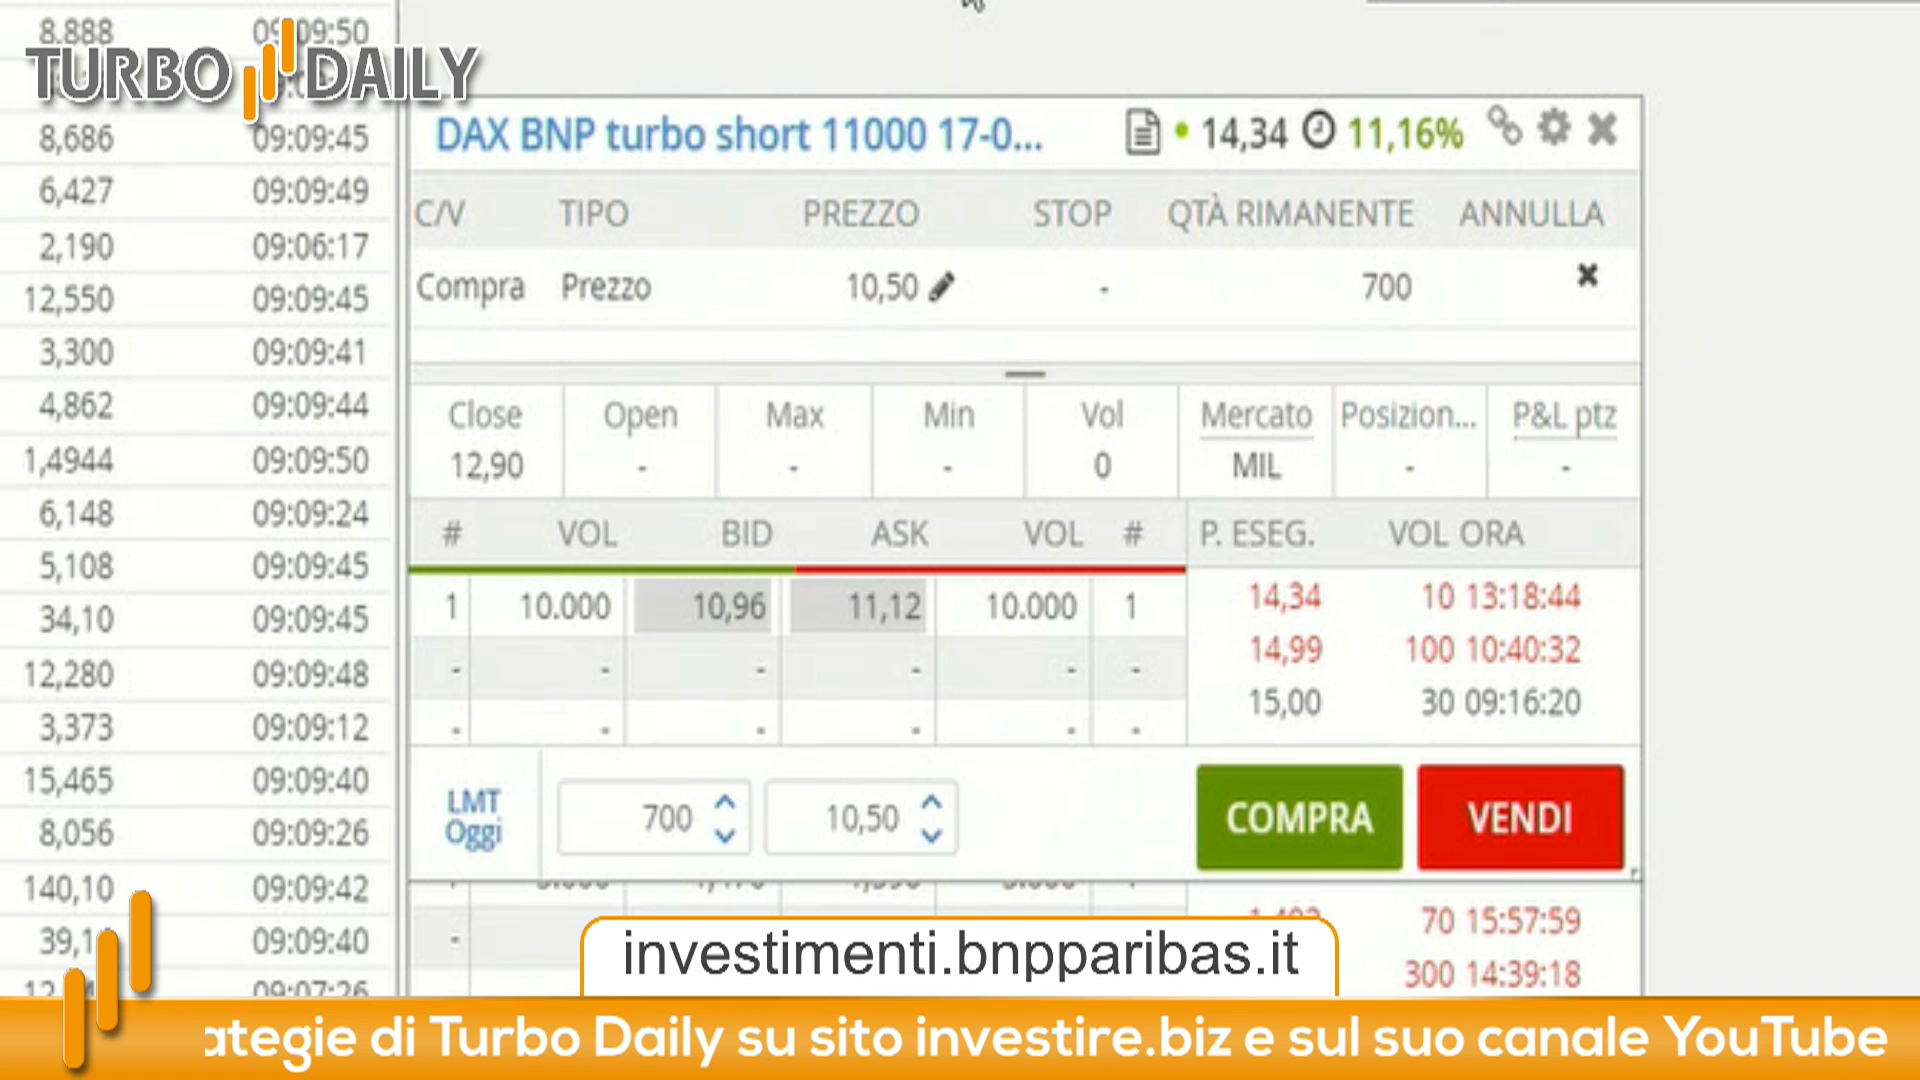 8.888 09:09:50
TURBO DAILY
8,686 09:09:45
6,427 09:09:49
2,190 09:06:17
12,550 09:09:45
3,300 09:09:41
4,862 09:09:44
1,4944 09:09:50
6,148 09:09:24
5,108 09:09:45
34,10 09:09:45
12,280 09:09:48
3,373 09:09:12
15,465 09:09:40
8,056 09:09:26
140,10 09:09:42
09:09:40
09:07:26
DAX BNP turbo short 11000 17-0... 14,34 11,16%
C/V TIPO PREZZO STOP QTÀ RIMANENTE ANNULLA
Compra Prezzo 10,50 - 700
Close Open Max Min Vol Mercato Posizion... P&L ptz
12,90 - - - 0 MIL - -
# VOL BID ASK VOL # P. ESEG. VOL ORA
1 10.000 10,96 11,12 10.000 1 14,34 10 13:18:44
- - - - - - 14,99 100 10:40:32
- - - - - - 15,00 30 09:16:20
LMT
Oggi
700 10,50 COMPRA VENDI
70 15:57:59
- 300 14:39:18
investimenti.bnpparibas.it
ategie di Turbo Daily su sito investire.biz e sul suo canale YouTube